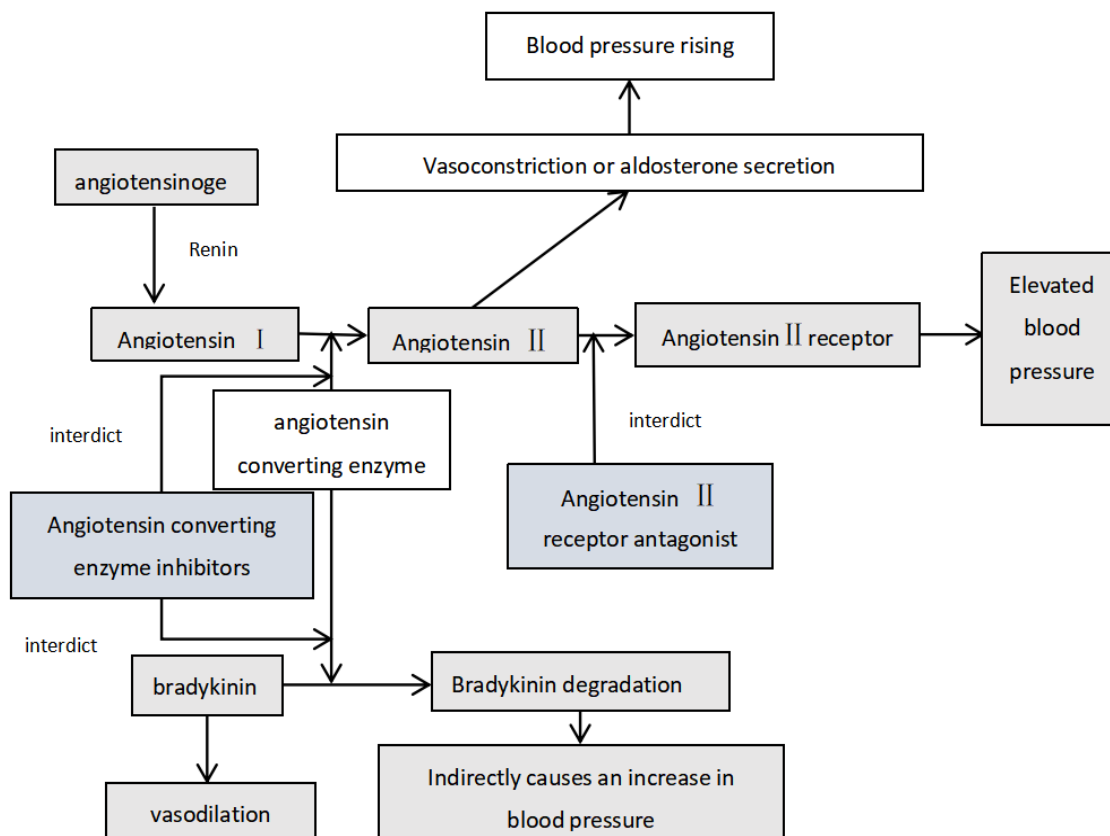 Blood pressure rising
Vasoconstriction or aldosterone secretion
angiotensinoge
Renin
Elevated
blood
pressure
Angiotensin Ⅰ
Angiotensin Ⅱ
Angiotensin Ⅱ receptor
interdict
angiotensin
converting enzyme
interdict
Angiotensin converting
enzyme inhibitors
Angiotensin Ⅱ
receptor antagonist
interdict
bradykinin
Bradykinin degradation
vasodilation
Indirectly causes an increase in
blood pressure